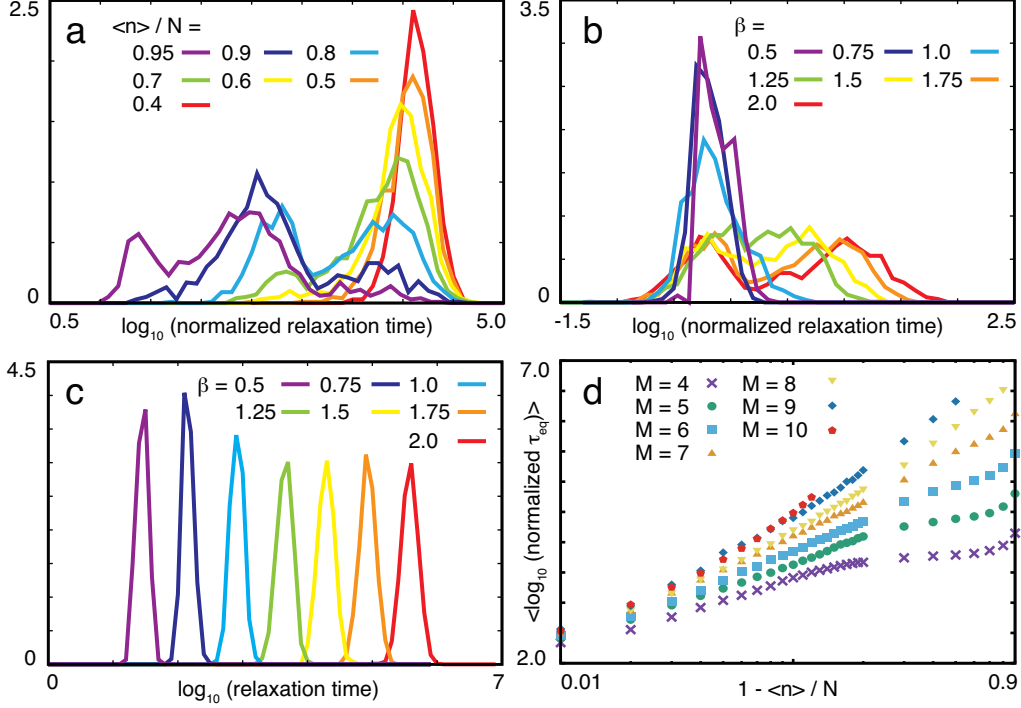 2.5
a
<n> / N =
0.95 0.9 0.8
0.7 0.6 0.5
0.4
0
0.5 5.0
log10 (normalized relaxation time)
3.5
b
β =
0.5 0.75 1.0
1.25 1.5 1.75
2.0
0
-1.5 2.5
log10 (normalized relaxation time)
4.5
c
β = 0.5 0.75 1.0
1.25 1.5 1.75
2.0
0
0 7
log10 (relaxation time)
7.0
d
M = 4 M = 8
M = 5 M = 9
M = 6 M = 10
M = 7
<log10 (normalized τeq)>
2.0
0.01 0.9
1 - <n> / N